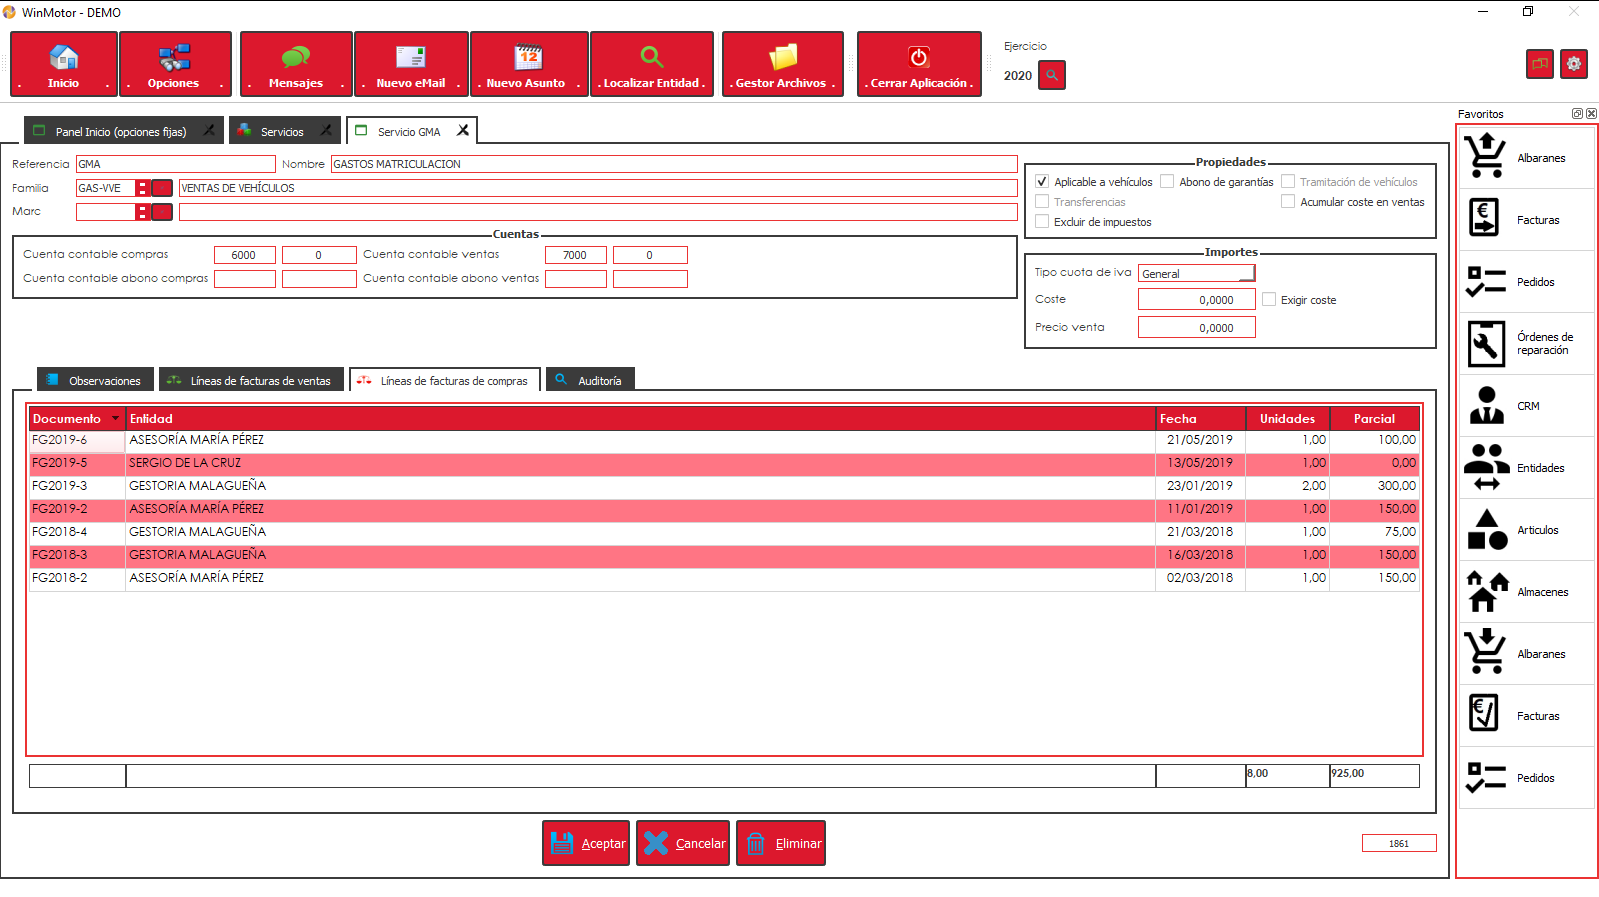 WinMotor - DEMO
. Inicio .
. Opciones .
. Mensajes .
. Nuevo eMail .
. Nuevo Asunto .
. Localizar Entidad .
. Gestor Archivos .
. Cerrar Aplicación .
Ejercicio
2020
Panel Inicio (opciones fijas)
Servicios
Servicio GMA
Referencia GMA Nombre GASTOS MATRICULACION
Familia GAS-VVE VENTAS DE VEHÍCULOS
Marc
Cuentas
Cuenta contable compras 6000 0 Cuenta contable ventas 7000 0
Cuenta contable abono compras Cuenta contable abono ventas
Propiedades
Aplicable a vehículos Abono de garantías Tramitación de vehículos
Transferencias Acumular coste en ventas
Excluir de impuestos
Importes
Tipo cuota de iva General
Coste 0,0000 Exigir coste
Precio venta 0,0000
Observaciones Líneas de facturas de ventas Líneas de facturas de compras Auditoría
Documento Entidad Fecha Unidades Parcial
FG2019-6 ASESORÍA MARÍA PÉREZ 21/05/2019 1,00 100,00
FG2019-5 SERGIO DE LA CRUZ 13/05/2019 1,00 0,00
FG2019-3 GESTORIA MALAGUEÑA 23/01/2019 2,00 300,00
FG2019-2 ASESORÍA MARÍA PÉREZ 11/01/2019 1,00 150,00
FG2018-4 GESTORIA MALAGUEÑA 21/03/2018 1,00 75,00
FG2018-3 GESTORIA MALAGUEÑA 16/03/2018 1,00 150,00
FG2018-2 ASESORÍA MARÍA PÉREZ 02/03/2018 1,00 150,00
8,00 925,00
Aceptar Cancelar Eliminar
1861
Favoritos
Albaranes
Facturas
Pedidos
Órdenes de
reparación
CRM
Entidades
Articulos
Almacenes
Albaranes
Facturas
Pedidos